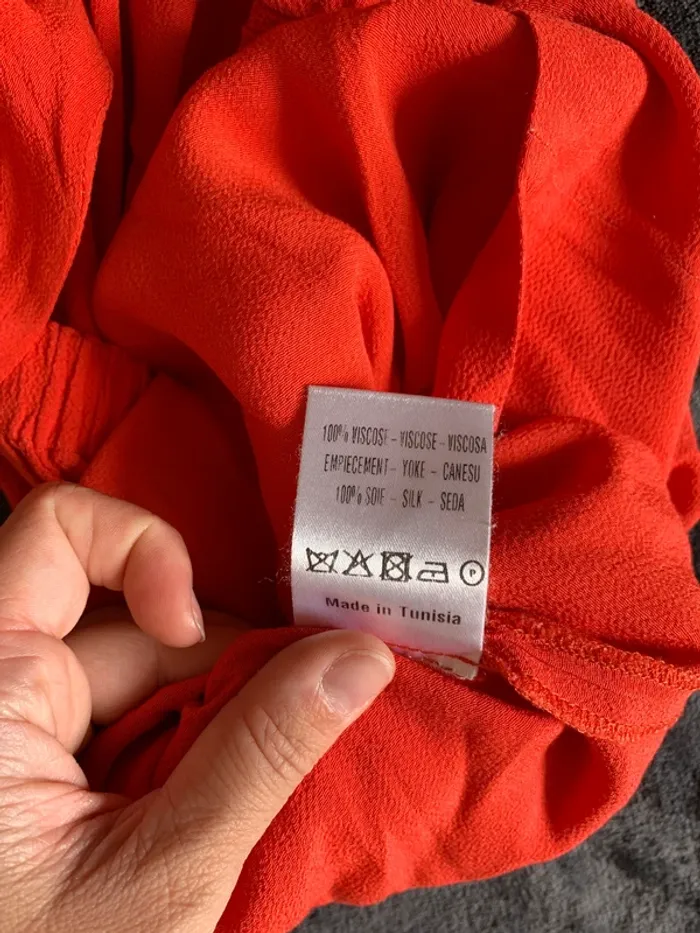 100% VISCOSE - VISCOSE - VISCOSA
EMPIECEMENT - YOKE - CANESU
100% SOIE - SILK - SEDA
P
Made in Tunisia